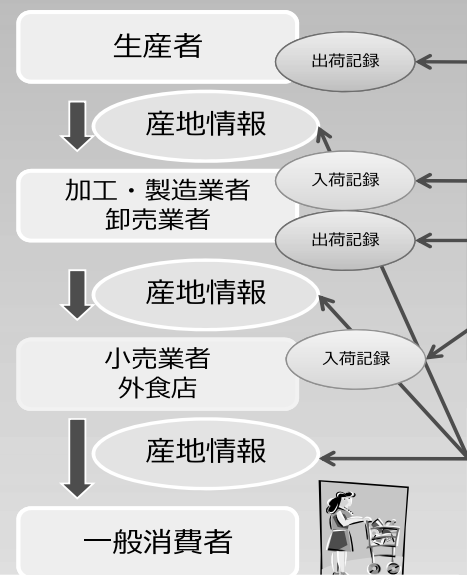 生産者
出荷記録
産地情報
入荷記録
加工・製造業者
卸売業者
出荷記録
産地情報
小売業者
外食店
入荷記録
産地情報
一般消費者